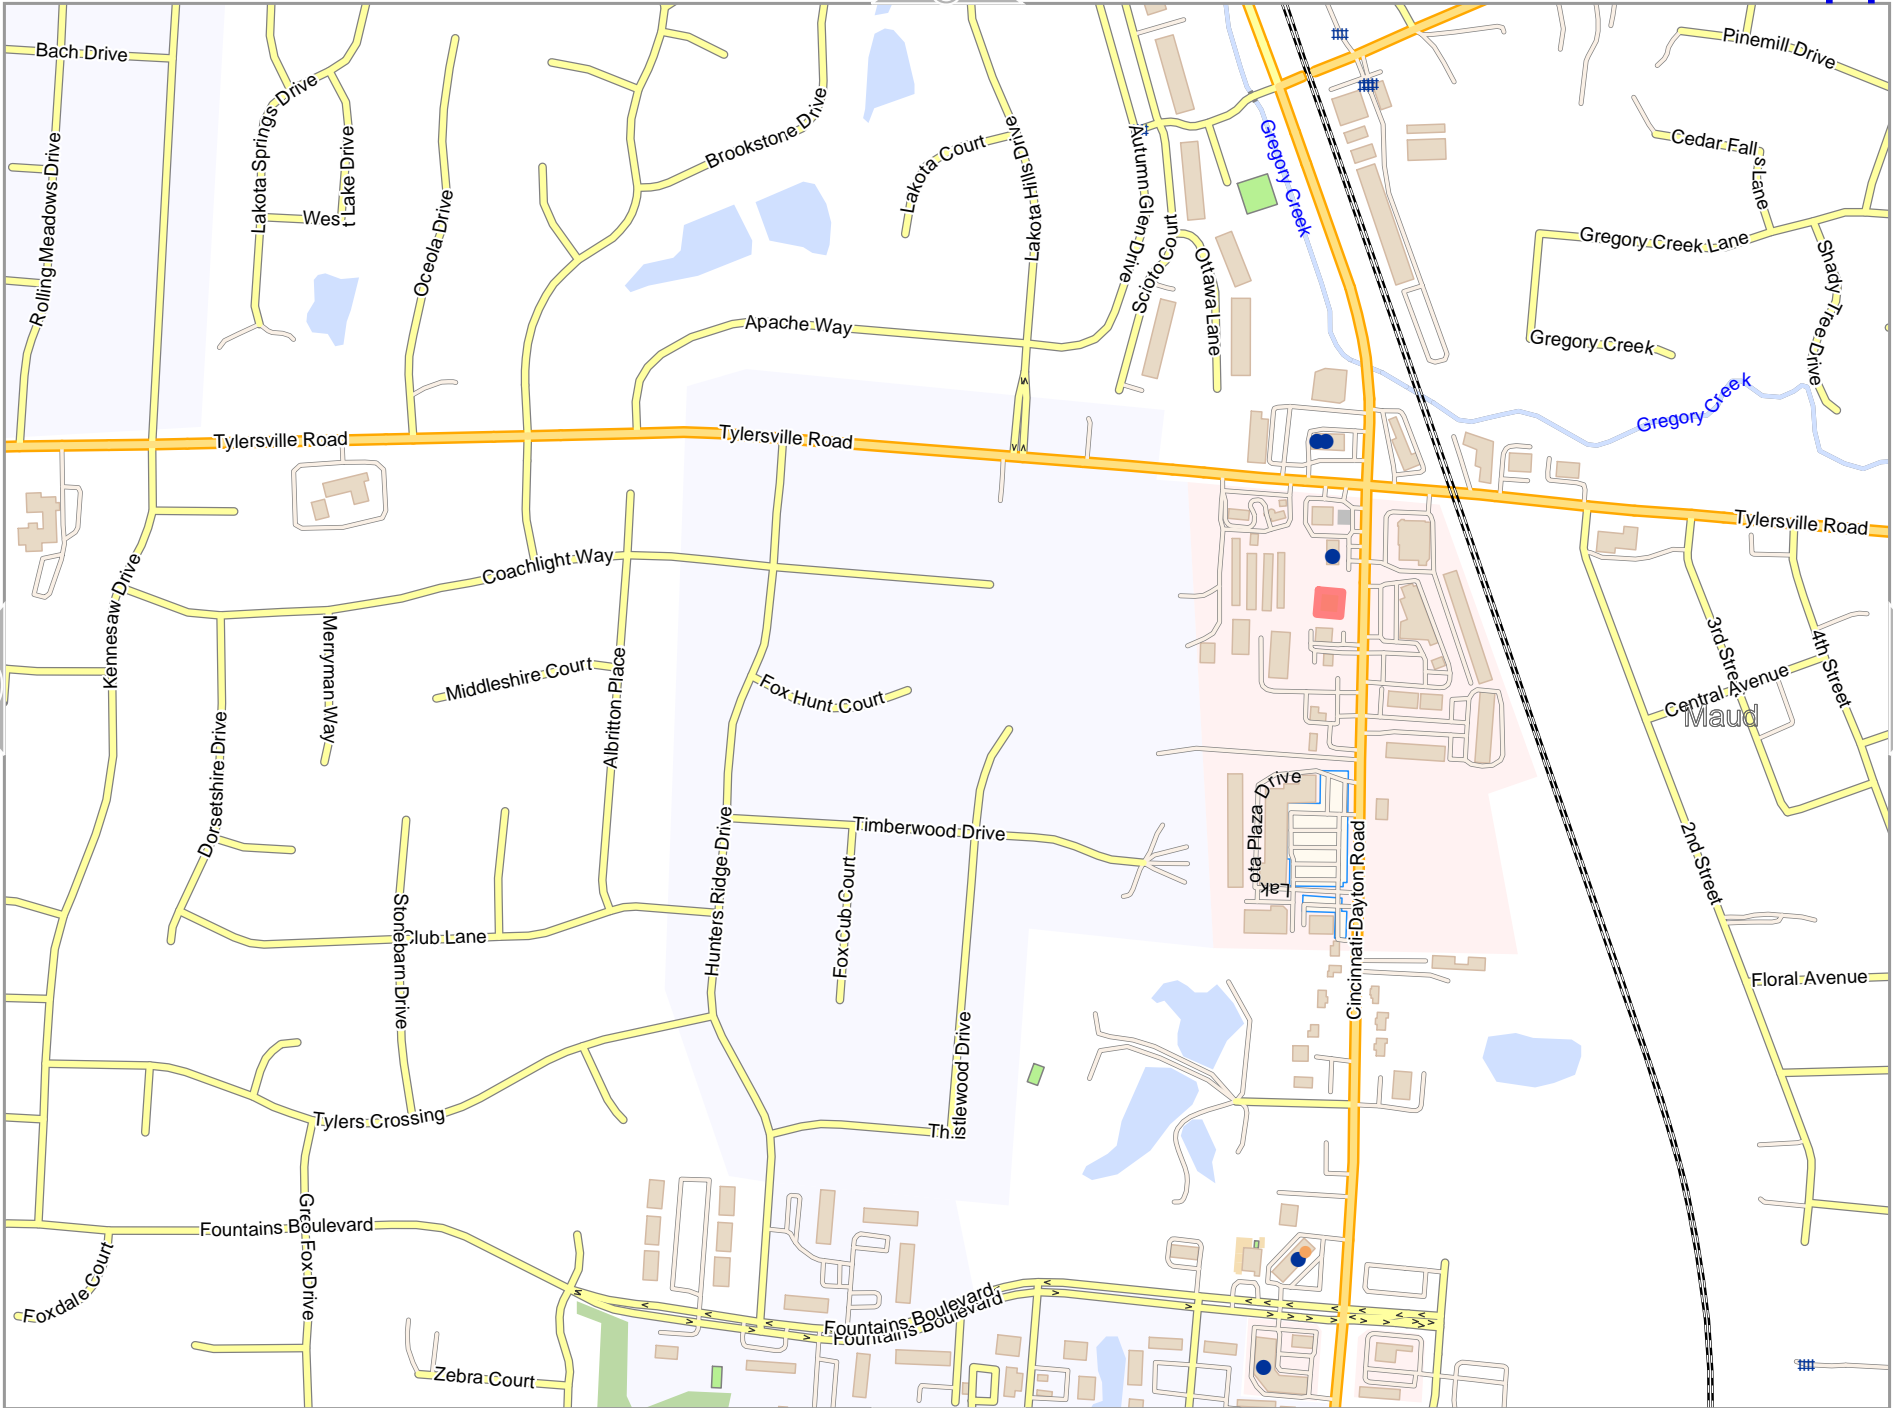 Bach Drive
Pinemill Drive
Lakota Springs Drive
Brookstone Drive
Rolling Meadows Drive
West Lake Drive
Lakota Court
Lakota Hills Drive
Autumn Glen Drive
Gregory Creek
Cedar Falls Lane
Oceola Drive
Scioto Court
Ottawa Lane
Gregory Creek Lane
Shady Tree Drive
Apache Way
Gregory Creek
Gregory Creek
Tylersville Road
Tylersville Road
Tylersville Road
Coachlight Way
Kennesaw Drive
Merryman Way
Middleshire Court
Albritton Place
Fox Hunt Court
3rd Street
4th Street
Central Avenue
Maud
Dorsetshire Drive
Lakota Plaza Drive
Timberwood Drive
Hunters Ridge Drive
Fox Cub Court
Cincinnati-Dayton Road
2nd Street
Stonebarn Drive
Club Lane
Floral Avenue
Thistlewood Drive
Tylers Crossing
Fountains Boulevard
Grey Fox Drive
Foxdale Court
Fountains Boulevard
Fountains Boulevard
Zebra Court